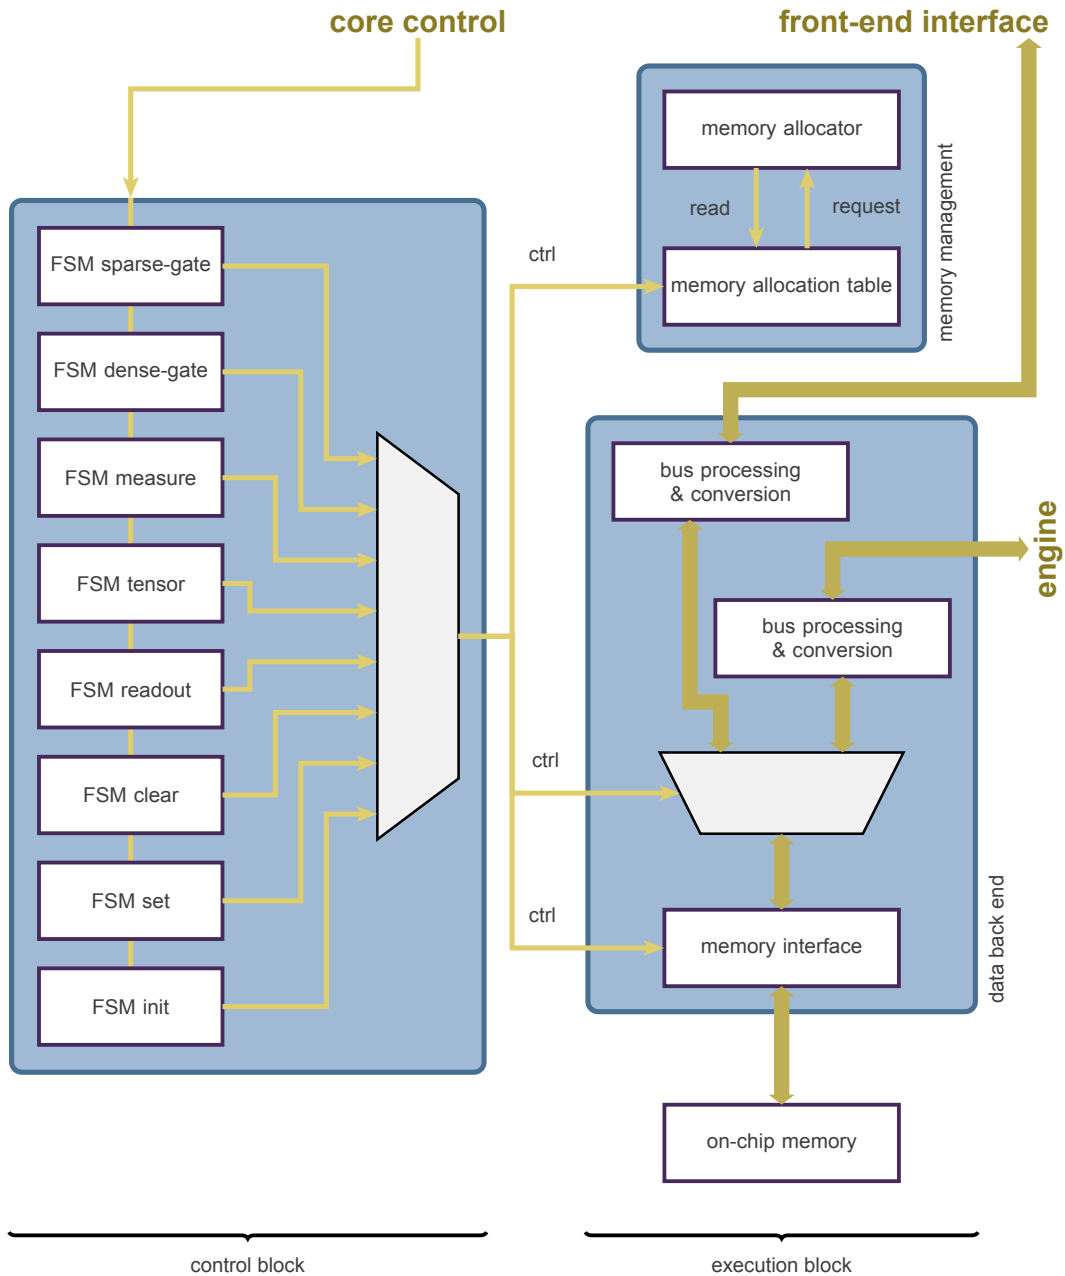 core control
front-end interface
memory allocator
read
request
memory allocation table
memory management
ctrl
FSM sparse-gate
FSM dense-gate
FSM measure
FSM tensor
FSM readout
FSM clear
FSM set
FSM init
bus processing
& conversion
engine
bus processing
& conversion
ctrl
ctrl
memory interface
data back end
on-chip memory
control block
execution block